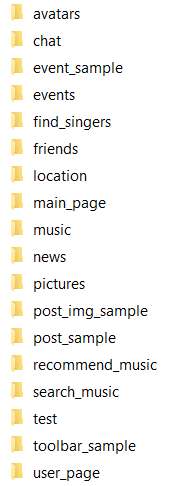 avatars
chat
event_sample
events
find_singers
friends
location
main_page
music
news
pictures
post_img_sample
post_sample
recommend_music
search_music
test
toolbar_sample
user_page